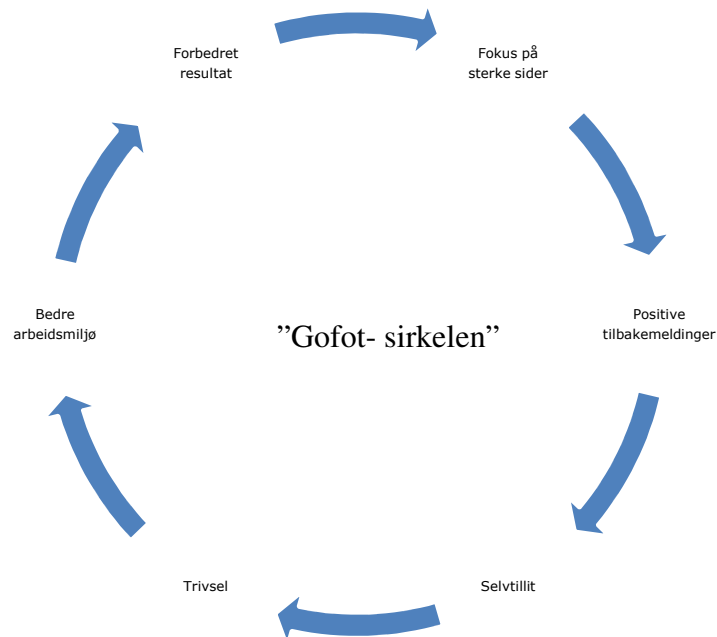 Forbedret
resultat
Fokus på
sterke sider
Positive
tilbakemeldinger
Selvtillit
Trivsel
Bedre
arbeidsmiljø
”Gofot- sirkelen”